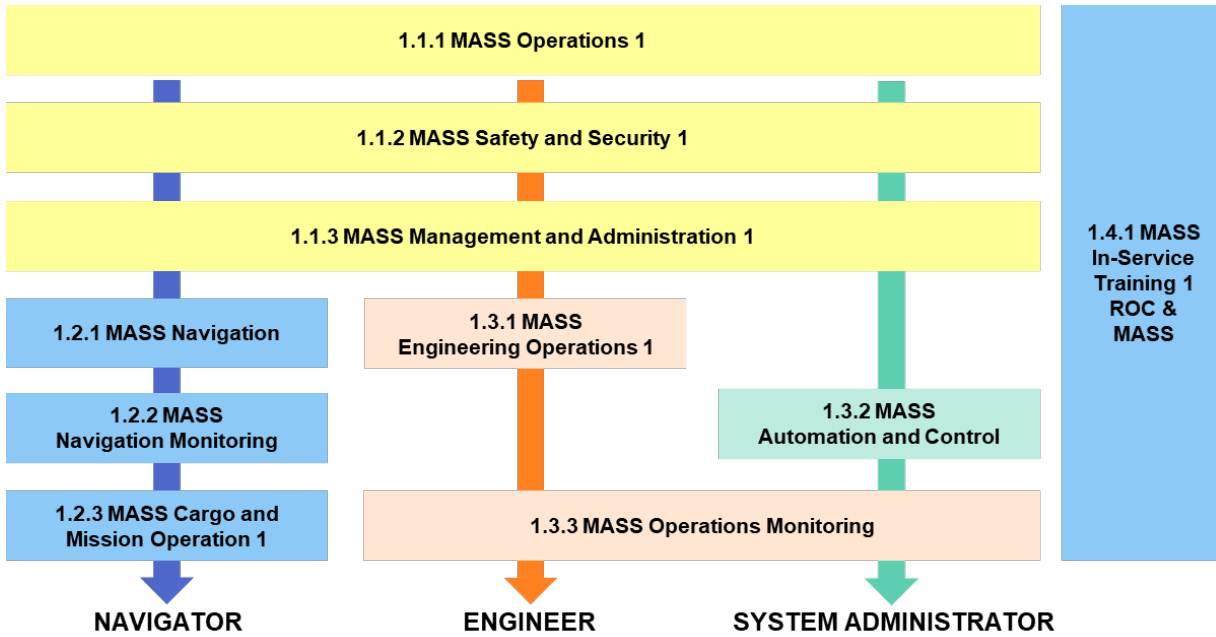 1.1.1 MASS Operations 1
1.1.2 MASS Safety and Security 1
1.1.3 MASS Management and Administration 1
1.2.1 MASS Navigation
1.2.2 MASS
Navigation Monitoring
1.2.3 MASS Cargo and
Mission Operation 1
1.3.1 MASS
Engineering Operations 1
1.3.2 MASS
Automation and Control
1.3.3 MASS Operations Monitoring
1.4.1 MASS
In-Service
Training 1
ROC &
MASS
NAVIGATOR
ENGINEER
SYSTEM ADMINISTRATOR